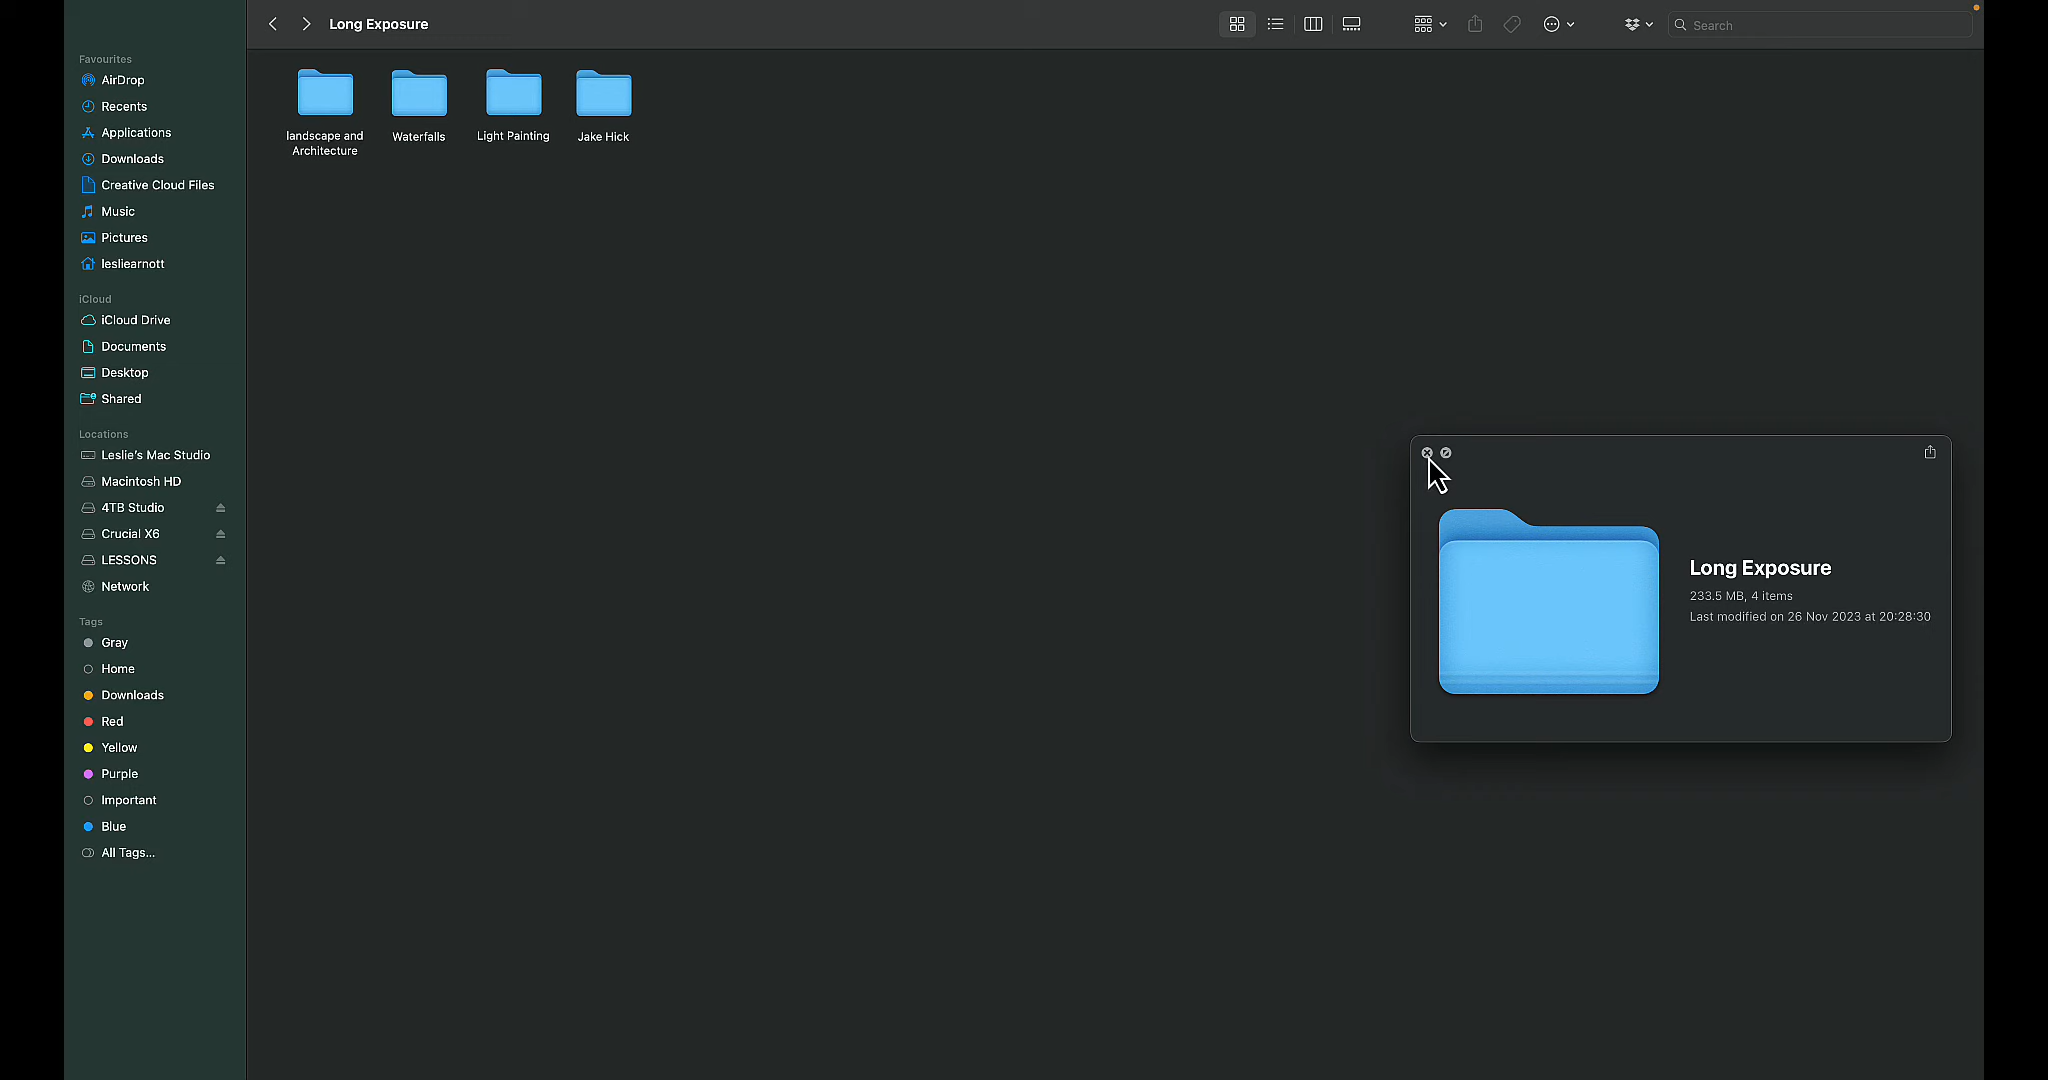 Long Exposure
Search
Favourites
AirDrop
Recents
Applications
Downloads
Creative Cloud Files
Music
Pictures
lesliearnott
iCloud
iCloud Drive
Documents
Desktop
Shared
Locations
Leslie's Mac Studio
Macintosh HD
4TB Studio
Crucial X6
LESSONS
Network
Tags
Gray
Home
Downloads
Red
Yellow
Purple
Important
Blue
All Tags...
landscape and
Architecture
Waterfalls
Light Painting
Jake Hick
Long Exposure
233.5 MB, 4 items
Last modified on 26 Nov 2023 at 20:28:30